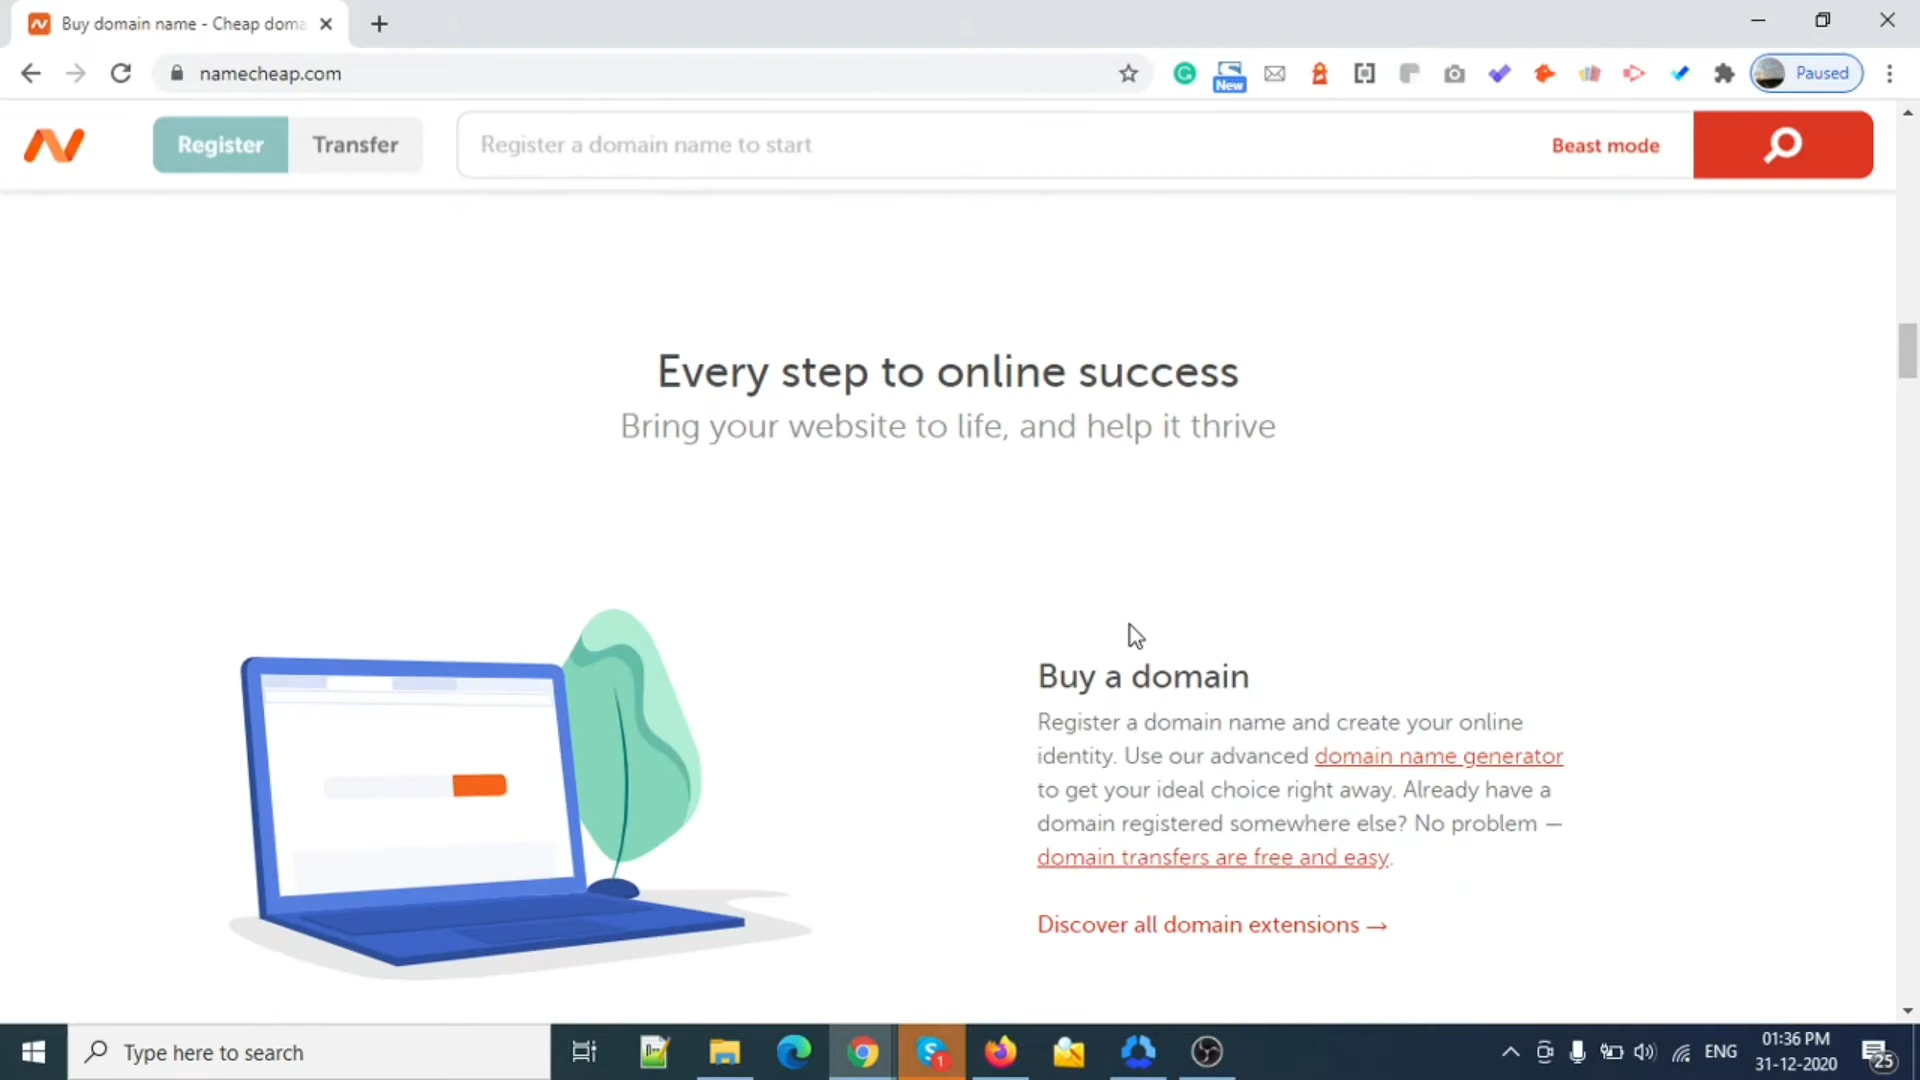 Buy domain name - Cheap doma
namecheap.com
New
Paused
Register
Transfer
Register a domain name to start
Beast mode
Every step to online success
Bring your website to life, and help it thrive
Buy a domain
Register a domain name and create your online
identity. Use our advanced domain name generator
to get your ideal choice right away. Already have a
domain registered somewhere else? No problem —
domain transfers are free and easy.
Discover all domain extensions →
Type here to search
1
ENG
01:36 PM
31-12-2020
25